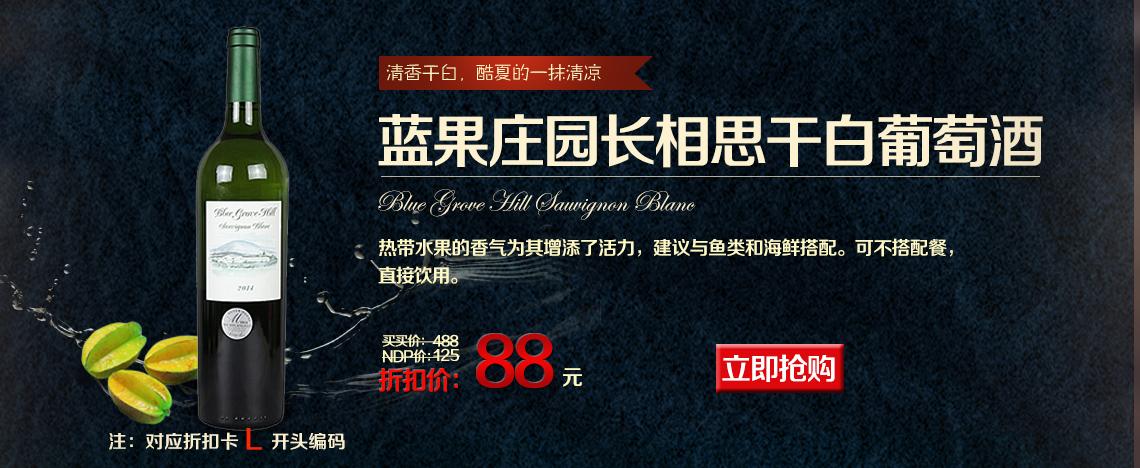 清香干白，酷夏的一抹清凉
蓝果庄园长相思干白葡萄酒
Blue Grove Hill Sauvignon Blanc
热带水果的香气为其增添了活力，建议与鱼类和海鲜搭配。可不搭配餐，
直接饮用。
买买价：488
NDP价：125
折扣价：88 元
立即抢购
Blue Grove Hill
Sauvignon Blanc
2014
注：对应折扣卡 L 开头编码